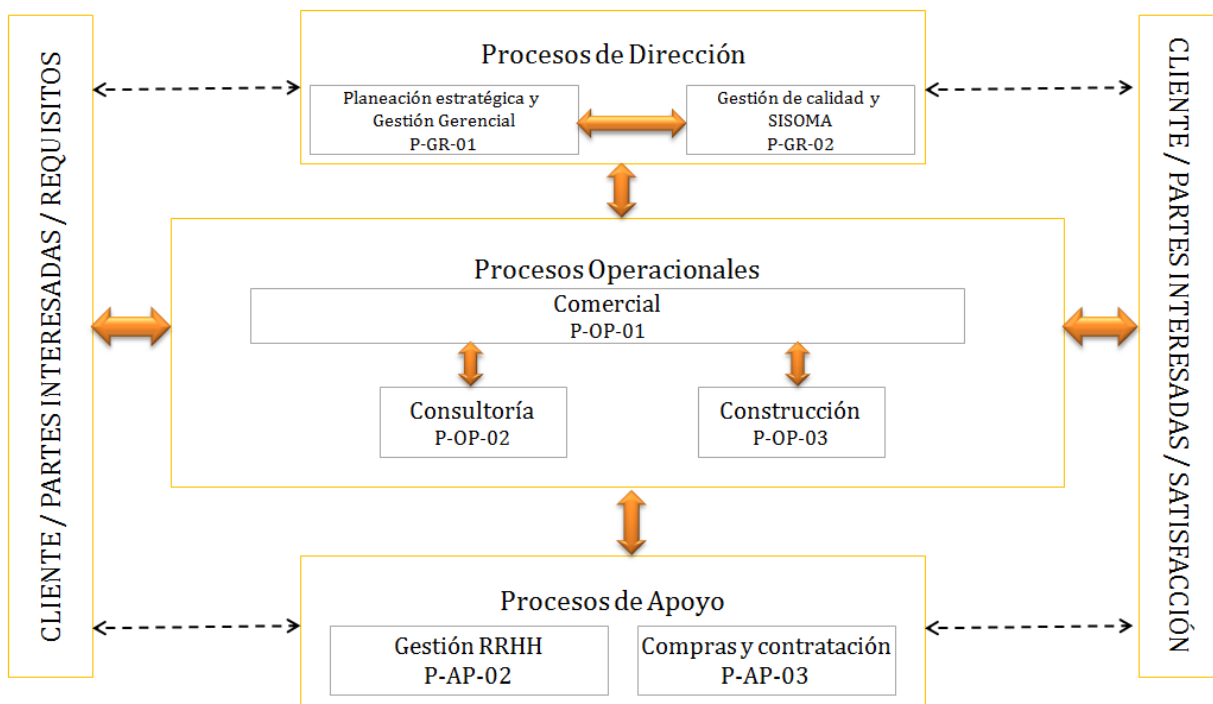 CLIENTE / PARTES INTERESADAS / REQUISITOS
Procesos de Dirección
Planeación estratégica y
Gestión Gerencial
P-GR-01
Gestión de calidad y
SISOMA
P-GR-02
Procesos Operacionales
Comercial
P-OP-01
Consultoría
P-OP-02
Construcción
P-OP-03
Procesos de Apoyo
Gestión RRHH
P-AP-02
Compras y contratación
P-AP-03
CLIENTE / PARTES INTERESADAS / SATISFACCIÓN